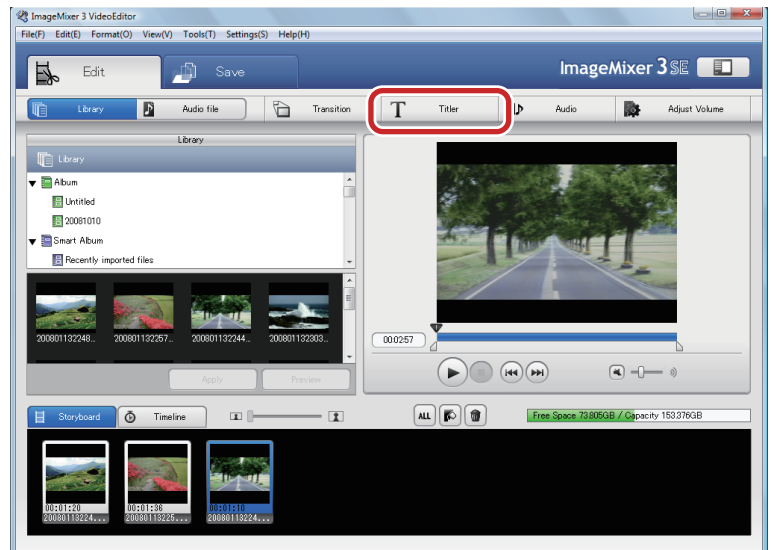 ImageMixer 3 VideoEditor
File(F) Edit(E) Format(O) View(V) Tools(T) Settings(S) Help(H)
Edit
Save
ImageMixer 3 SE
Library
Audio file
Transition
T Titler
Audio
Adjust Volume
Library
Library
Album
Untitled
20081010
Smart Album
Recently imported files
200801132248... 200801132257... 200801132244... 200801132303...
Apply
Preview
00:02:57
Storyboard
Timeline
ALL
Free Space 73.805GB / Capacity 153.376GB
00:01:20 00:01:36 00:01:10
20080113224... 20080113225... 20080113224...